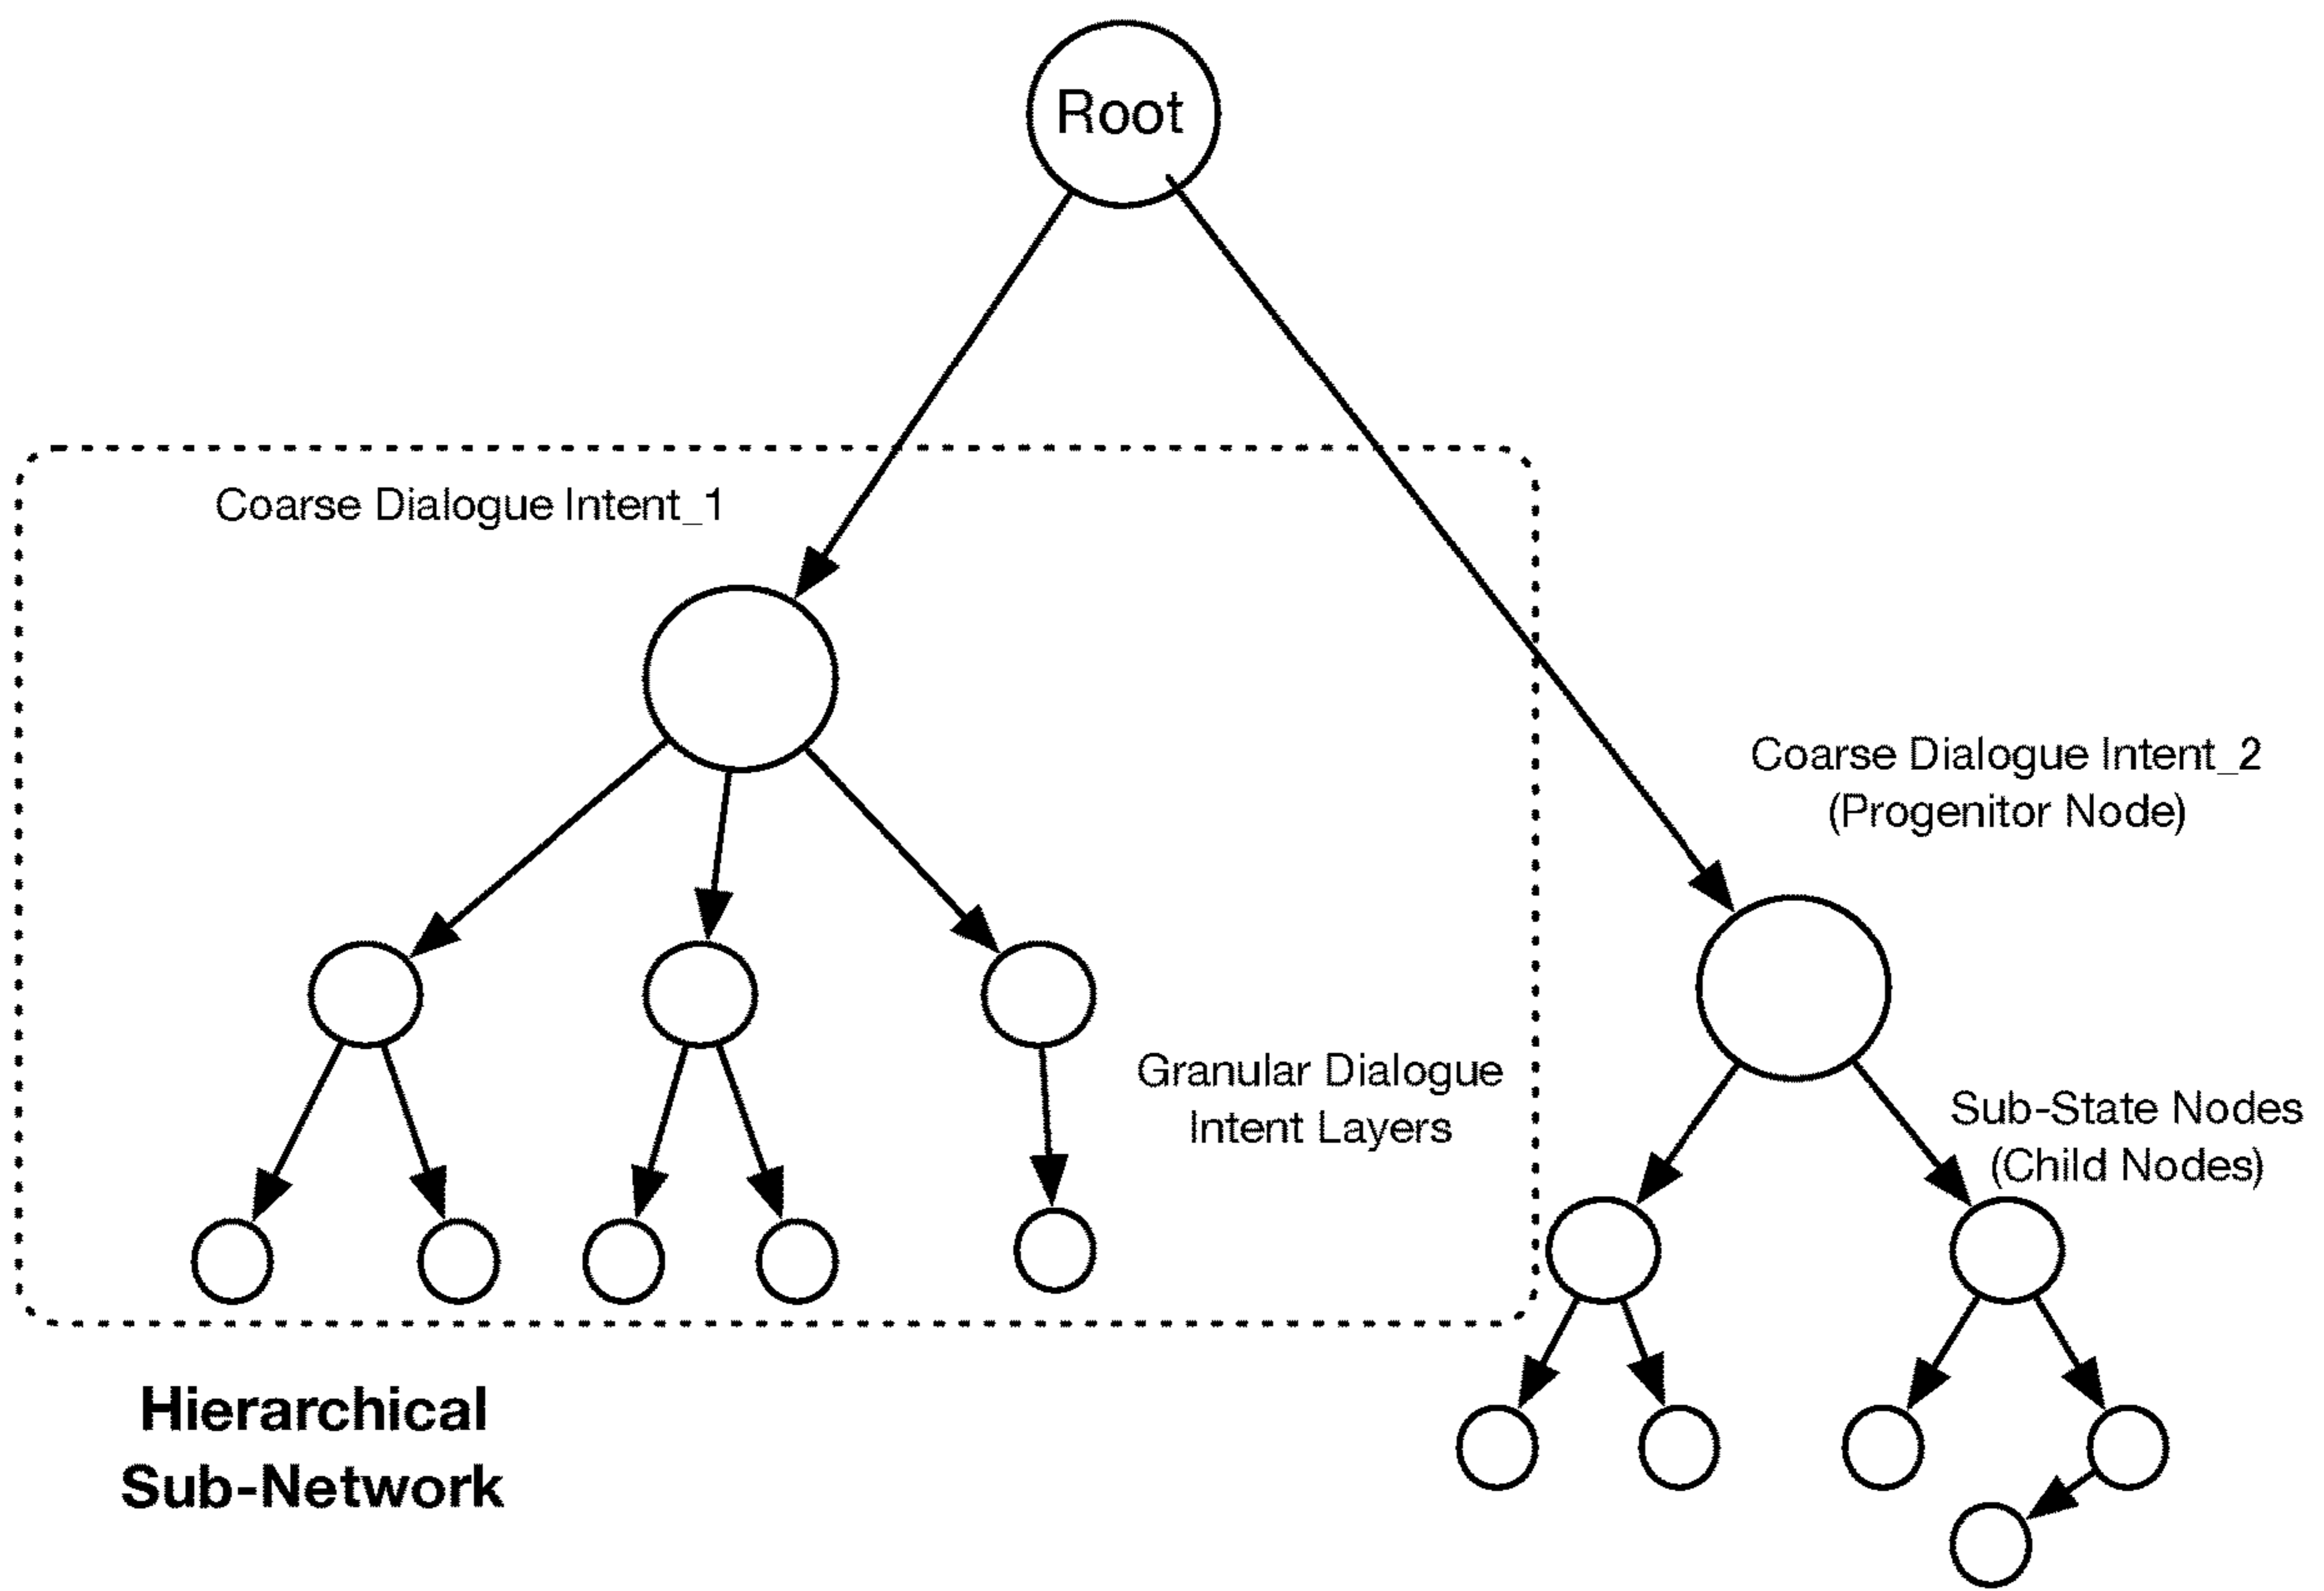 Root
Coarse Dialogue Intent_1
Coarse Dialogue Intent_2
(Progenitor Node)
Granular Dialogue
Intent Layers
Sub-State Nodes
(Child Nodes)
Hierarchical
Sub-Network